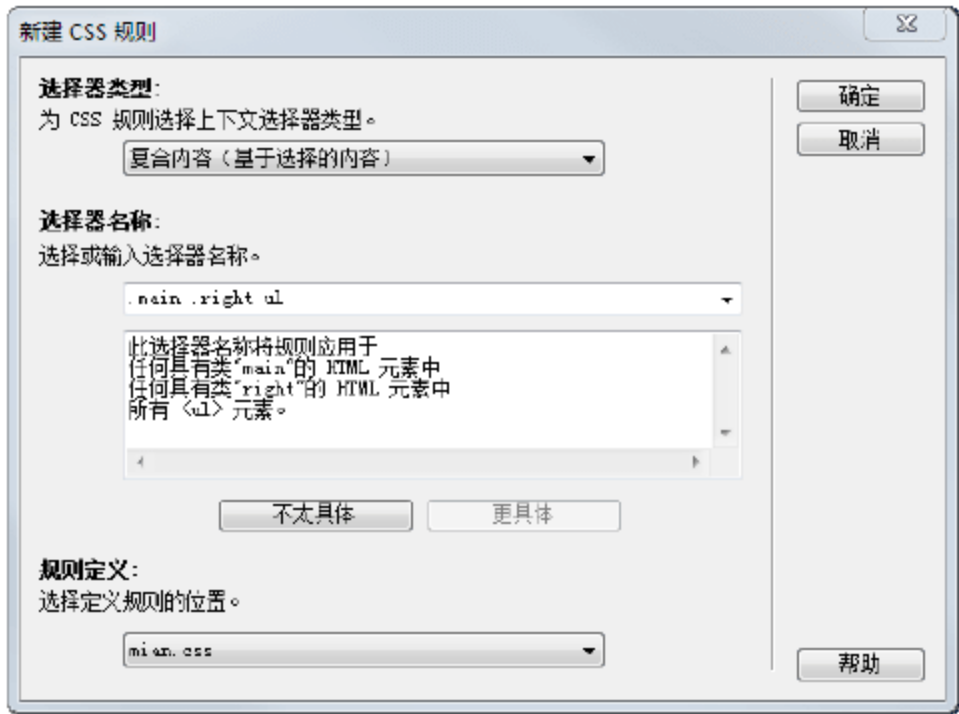 新建 CSS 规则
选择器类型:
确定
为 CSS 规则选择上下文选择器类型。
取消
复合内容（基于选择的内容）
选择器名称:
选择或输入选择器名称。
.main .right ul
此选择器名称将规则应用于
任何具有类“main”的 HTML 元素中
任何具有类“right”的 HTML 元素中
所有 <ul> 元素。
不太具体
更具体
规则定义:
选择定义规则的位置。
mian.css
帮助